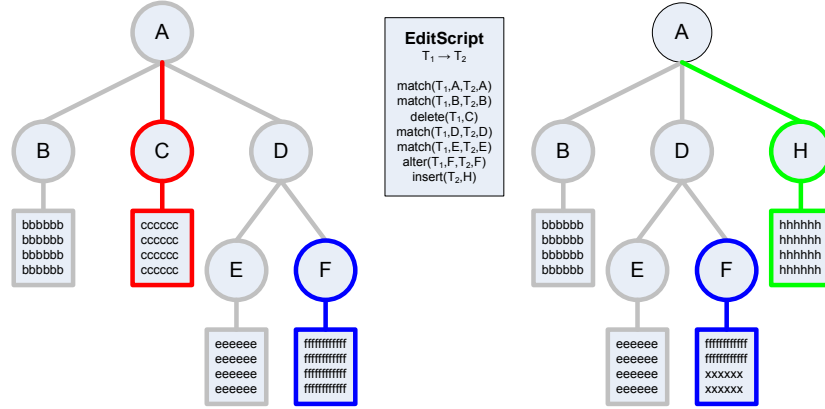 A
B
C
D
bbbbbb
bbbbbb
bbbbbb
bbbbbb
cccccc
cccccc
cccccc
cccccc
E
F
eeeeee
eeeeee
eeeeee
eeeeee
ffffffffffff
ffffffffffff
ffffffffffff
ffffffffffff
EditScript
T₁ → T₂
match(T₁,A,T₂,A)
match(T₁,B,T₂,B)
delete(T₁,C)
match(T₁,D,T₂,D)
match(T₁,E,T₂,E)
alter(T₁,F,T₂,F)
insert(T₂,H)
A
B
D
H
bbbbbb
bbbbbb
bbbbbb
bbbbbb
hhhhhh
hhhhhh
hhhhhh
hhhhhh
E
F
eeeeee
eeeeee
eeeeee
eeeeee
ffffffffffff
ffffffffffff
xxxxxx
xxxxxx